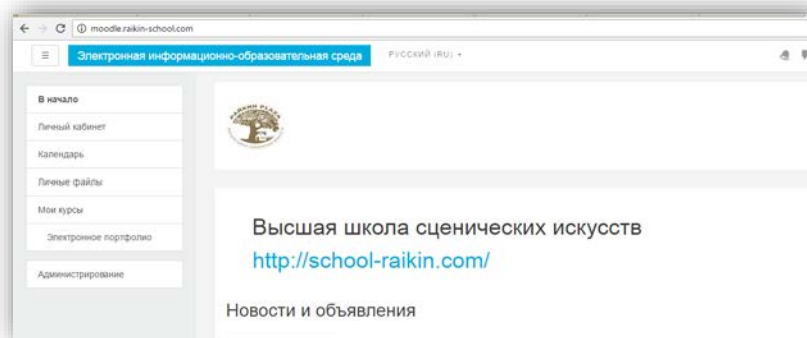 moodle.raikin-school.com
Электронная информационно-образовательная среда
РУССКИЙ (RU)
В начало
Личный кабинет
Календарь
Личные файлы
Мои курсы
Электронное портфолио
Администрирование
Высшая школа сценических искусств
http://school-raikin.com/
Новости и объявления